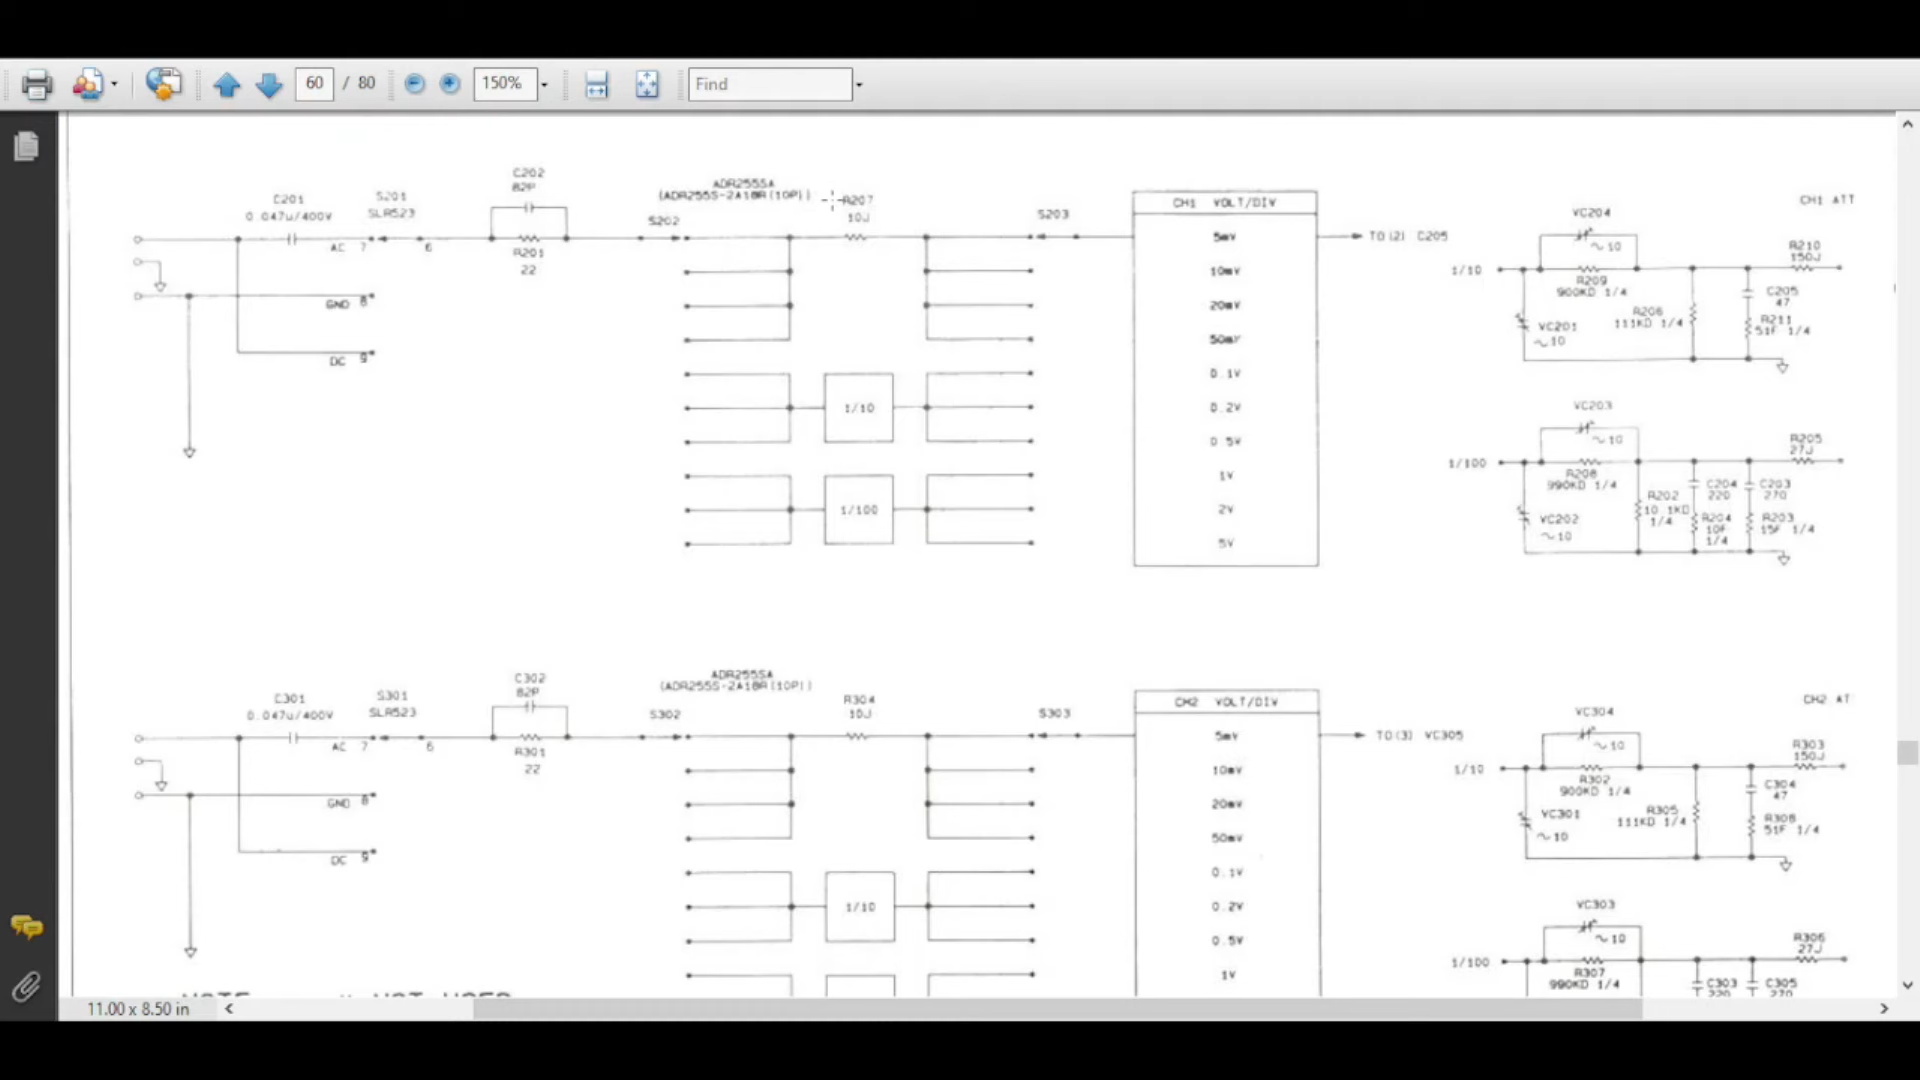 60 / 80
150%
Find
C202
82P
ADR255SA
(ADR255S-2A18R(10P))
R207
10J
CH1 VOLT/DIV
CH1 ATT
C201
0.047u/400V
S201
SLR523
S202
S203
AC 7
6
R201
22
5mV
TO(2) C205
GND 8
DC 9
10mV
20mV
50mV
0.1V
0.2V
0.5V
1V
2V
5V
1/10
1/100
VC204
~10
1/10
R209
900KD 1/4
R210
150J
C205
47
R206
111KD 1/4
R211
51F 1/4
VC201
~10
VC203
~10
1/100
R208
990KD 1/4
R205
27J
C204
220
C203
270
R202
10.1KD
1/4
R204
10F
1/4
R203
15F 1/4
VC202
~10
C302
82P
ADR255SA
(ADR255S-2A18R(10P))
R304
10J
CH2 VOLT/DIV
CH2 AT
C301
0.047u/400V
S301
SLR523
S302
S303
AC 7
6
R301
22
5mV
TO(3) VC305
GND 8
DC 9
10mV
20mV
50mV
0.1V
0.2V
0.5V
1V
1/10
VC304
~10
1/10
R302
900KD 1/4
R303
150J
C304
47
R305
111KD 1/4
R308
51F 1/4
VC301
~10
VC303
~10
1/100
R307
990KD 1/4
R306
27J
C303
220
C305
270
NOTE
NOT USED
11.00 x 8.50 in